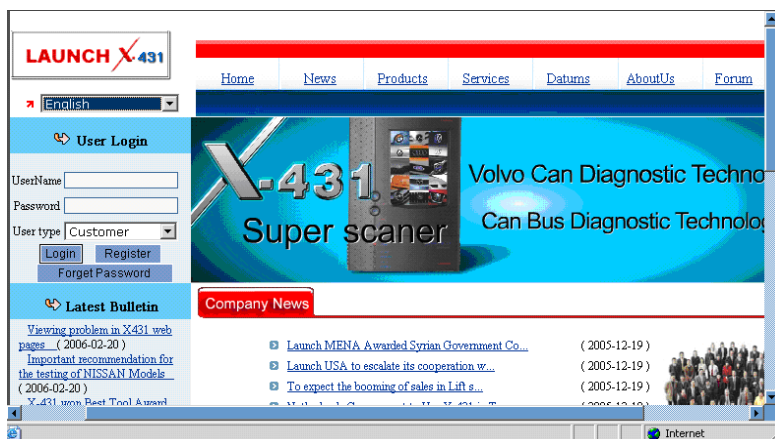 LAUNCH X-431
Home News Products Services Datums AboutUs Forum
English
User Login
UserName
Password
User type Customer
Login Register
Forget Password
X-431
Super scaner
Volvo Can Diagnostic Techno
Can Bus Diagnostic Technolo
Latest Bulletin
Viewing problem in X431 web
pages ( 2006-02-20 )
Important recommendation for
the testing of NISSAN Models
( 2006-02-20 )
X-431 won Best Tool Award
Company News
Launch MENA Awarded Syrian Government Co... ( 2005-12-19 )
Launch USA to escalate its cooperation w... ( 2005-12-19 )
To expect the booming of sales in Lift s... ( 2005-12-19 )
Internet